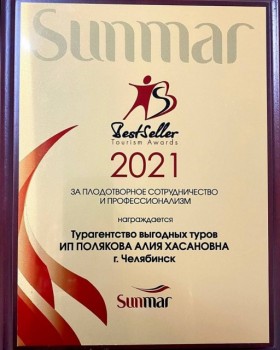 Sunmar
BestSeller
Tourism Awards
2021
ЗА ПЛОДОТВОРНОЕ СОТРУДНИЧЕСТВО
И ПРОФЕССИОНАЛИЗМ
награждается
Турагентство выгодных туров
ИП ПОЛЯКОВА АЛИЯ ХАСАНОВНА
г. Челябинск
Sunmar